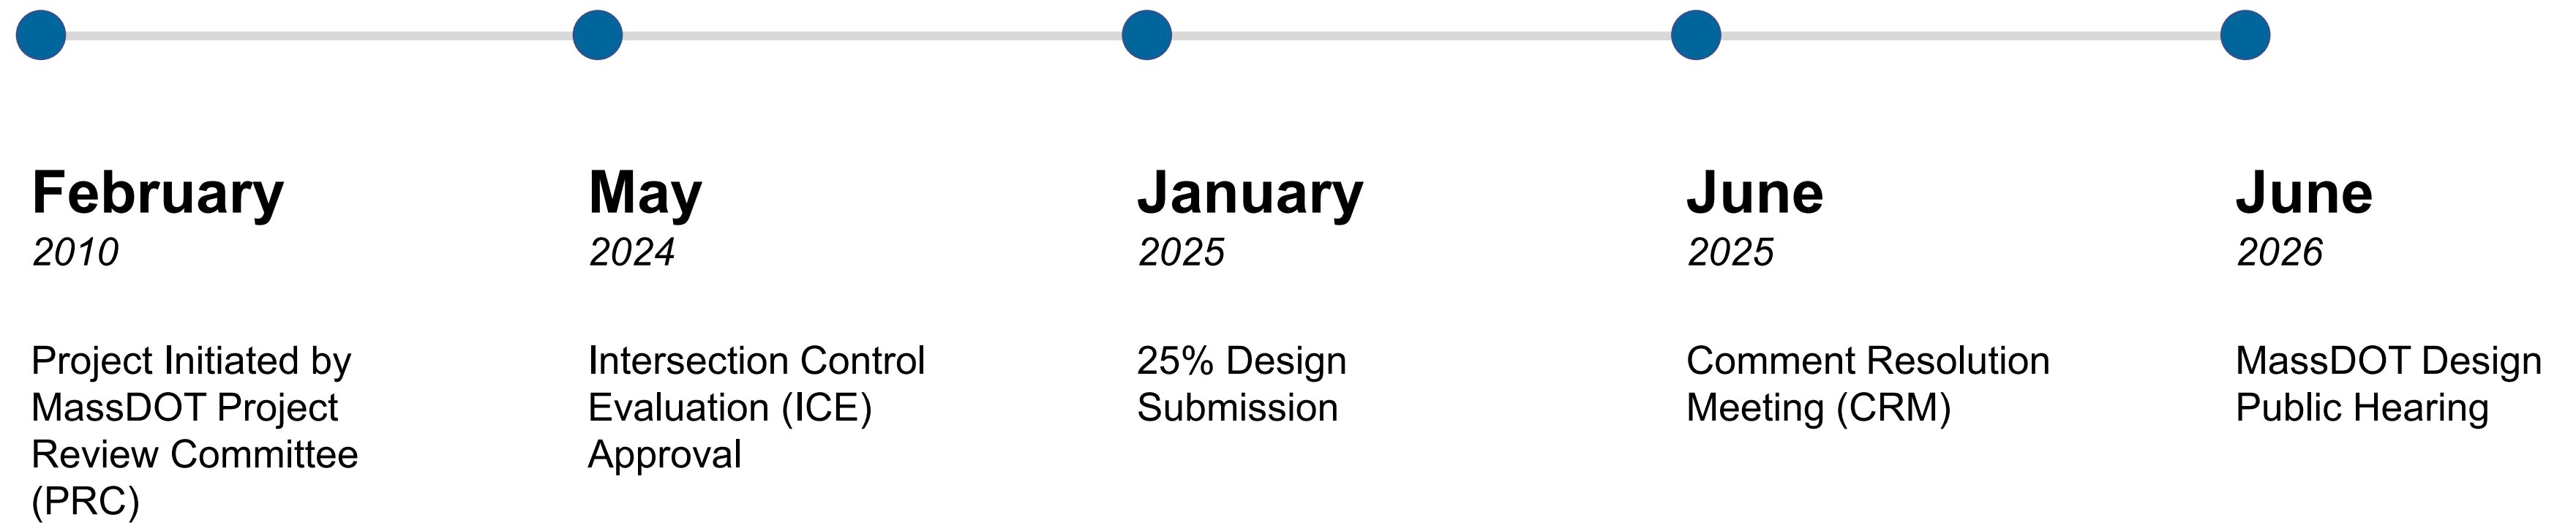 February
2010
Project Initiated by
MassDOT Project
Review Committee
(PRC)
May
2024
Intersection Control
Evaluation (ICE)
Approval
January
2025
25% Design
Submission
June
2025
Comment Resolution
Meeting (CRM)
June
2026
MassDOT Design
Public Hearing